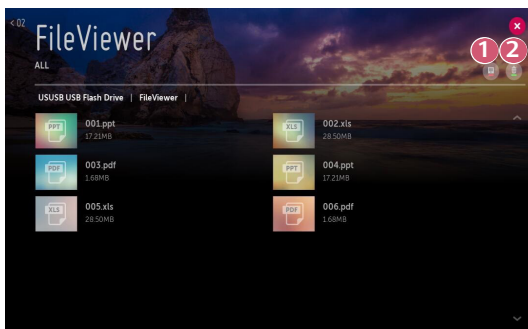 < 02
FileViewer
ALL
1 2
USUSB USB Flash Drive | FileViewer |
PPT 001.ppt
17.21MB
XLS 002.xls
28.50MB
PDF 003.pdf
1.68MB
PPT 004.ppt
17.21MB
XLS 005.xls
28.50MB
PDF 006.pdf
1.68MB